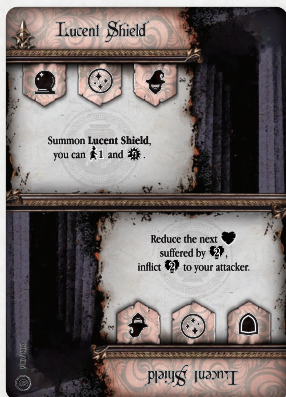 Lucent Shield
Summon Lucent Shield,
you can 1 and .
Reduce the next
suffered by 2,
inflict 2 to your attacker.
Lucent Shield